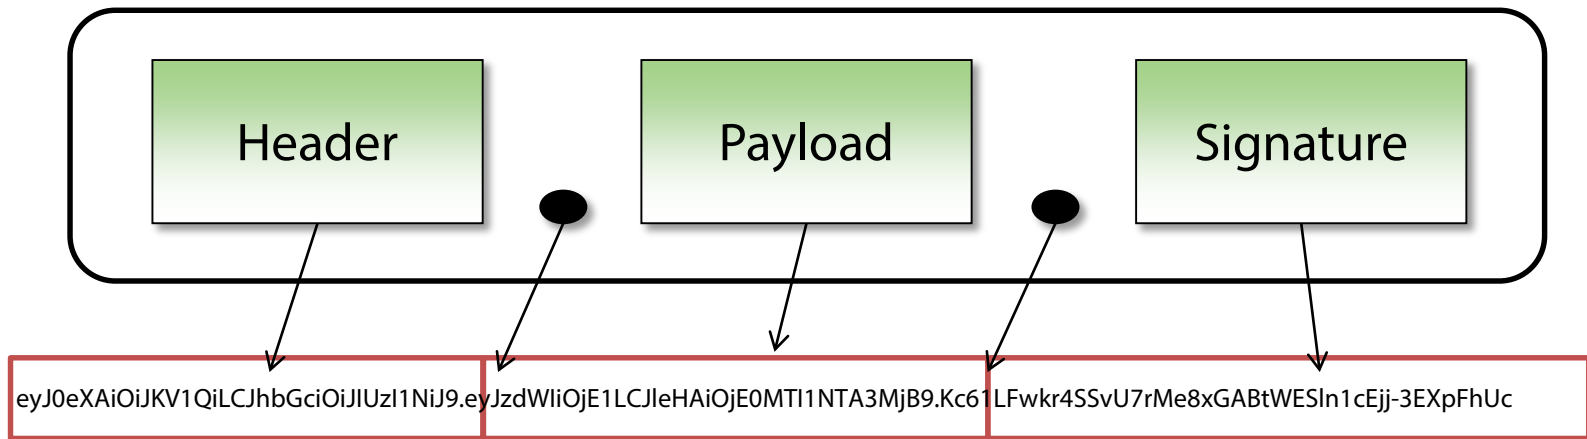 Header
Payload
Signature
eyJ0eXAiOiJKV1QiLCJhbGciOiJIUzI1NiJ9.eyJzdWIiOjE1LCJleHAiOjE0MTI1NTA3MjB9.Kc61LFwkr4SSvU7rMe8xGABtWESln1cEjj-3EXpFhUc